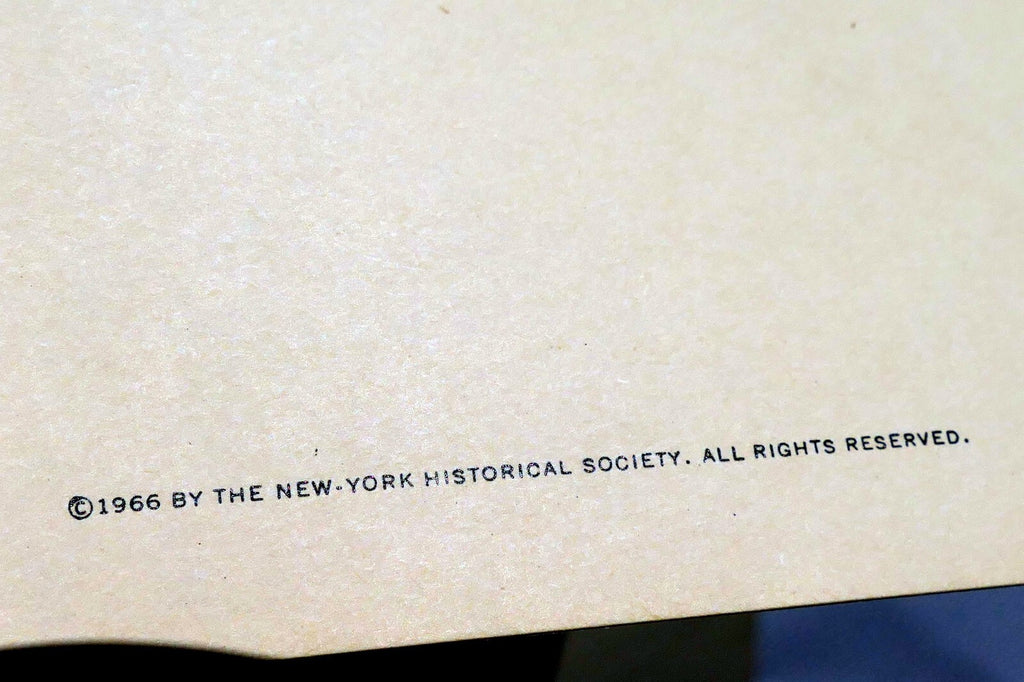 ©1966 BY THE NEW-YORK HISTORICAL SOCIETY. ALL RIGHTS RESERVED.